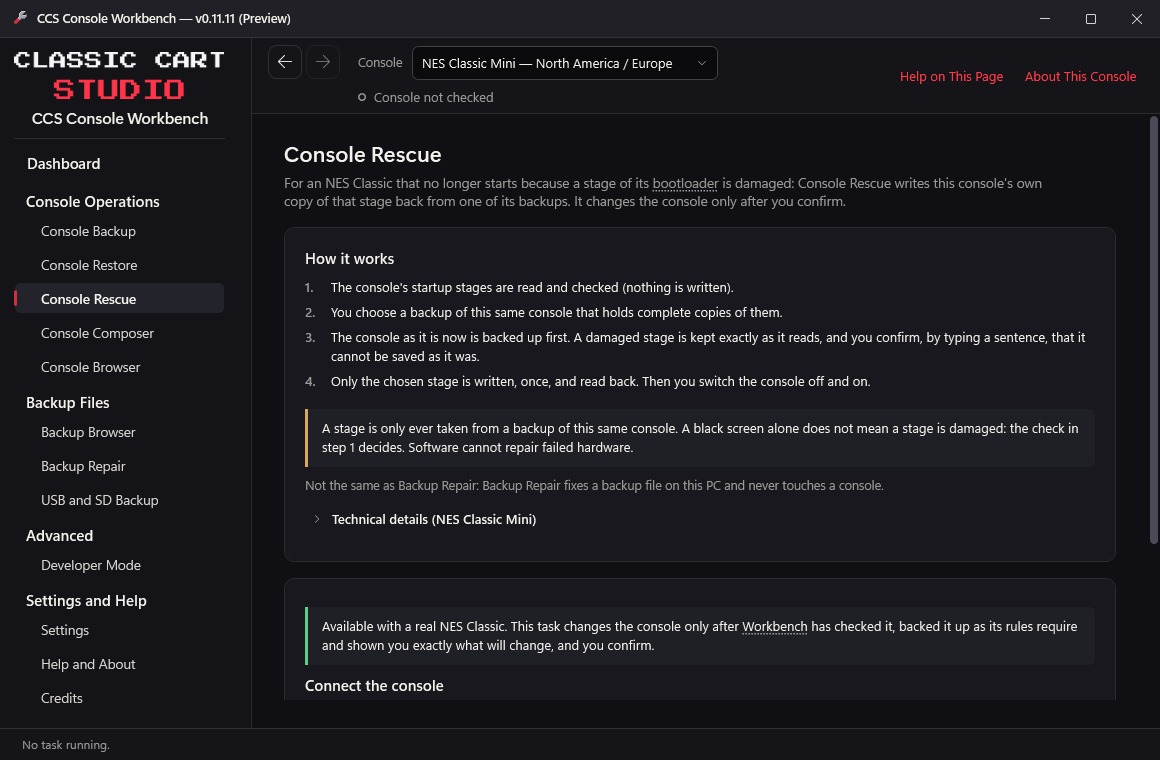 CCS Console Workbench — v0.11.11 (Preview)
CLASSIC CART
STUDIO
CCS Console Workbench
Dashboard
Console Operations
Console Backup
Console Restore
Console Rescue
Console Composer
Console Browser
Backup Files
Backup Browser
Backup Repair
USB and SD Backup
Advanced
Developer Mode
Settings and Help
Settings
Help and About
Credits
Console
NES Classic Mini — North America / Europe
Console not checked
Help on This Page
About This Console
Console Rescue
For an NES Classic that no longer starts because a stage of its bootloader is damaged: Console Rescue writes this console's own
copy of that stage back from one of its backups. It changes the console only after you confirm.
How it works
1. The console's startup stages are read and checked (nothing is written).
2. You choose a backup of this same console that holds complete copies of them.
3. The console as it is now is backed up first. A damaged stage is kept exactly as it reads, and you confirm, by typing a sentence, that it
cannot be saved as it was.
4. Only the chosen stage is written, once, and read back. Then you switch the console off and on.
A stage is only ever taken from a backup of this same console. A black screen alone does not mean a stage is damaged: the check in
step 1 decides. Software cannot repair failed hardware.
Not the same as Backup Repair: Backup Repair fixes a backup file on this PC and never touches a console.
Technical details (NES Classic Mini)
Available with a real NES Classic. This task changes the console only after Workbench has checked it, backed it up as its rules require
and shown you exactly what will change, and you confirm.
Connect the console
No task running.